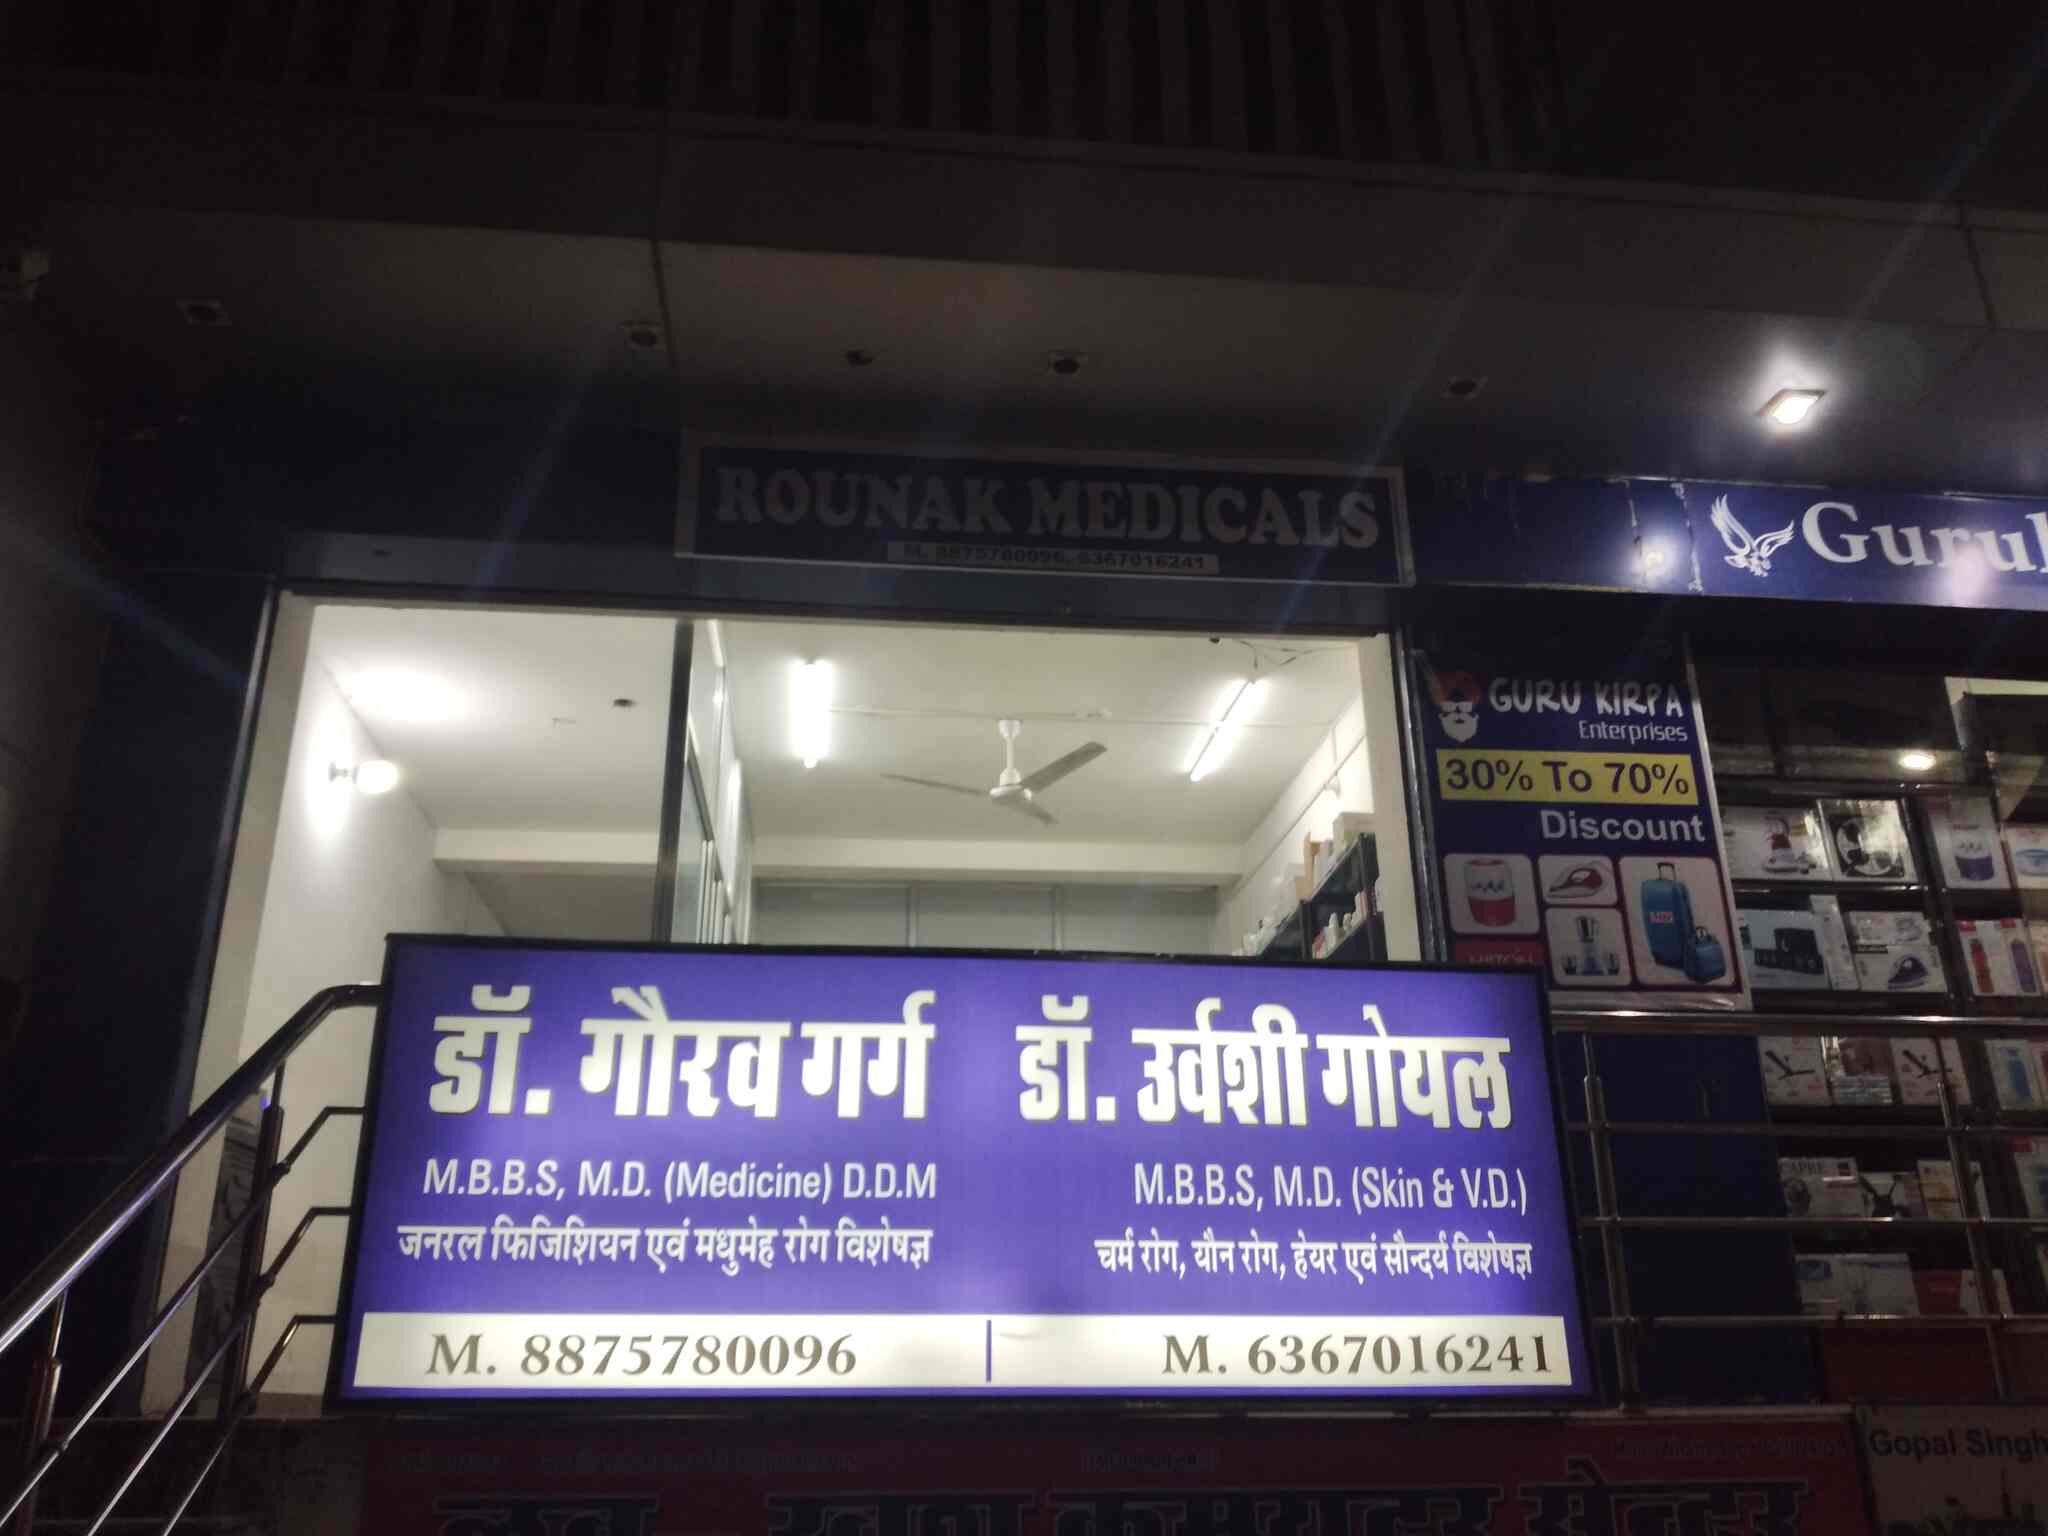 ROUNAK MEDICALS
M. 8875780096, 6367016241
GURU KIRPA
Enterprises
30% To 70%
Discount
डॉ. गौरव गर्ग
M.B.B.S, M.D. (Medicine) D.D.M
जनरल फिजिशियन एवं मधुमेह रोग विशेषज्ञ
M. 8875780096
डॉ. उर्वशी गोयल
M.B.B.S, M.D. (Skin & V.D.)
चर्म रोग, यौन रोग, हेयर एवं सौन्दर्य विशेषज्ञ
M. 6367016241
Gopal Singh